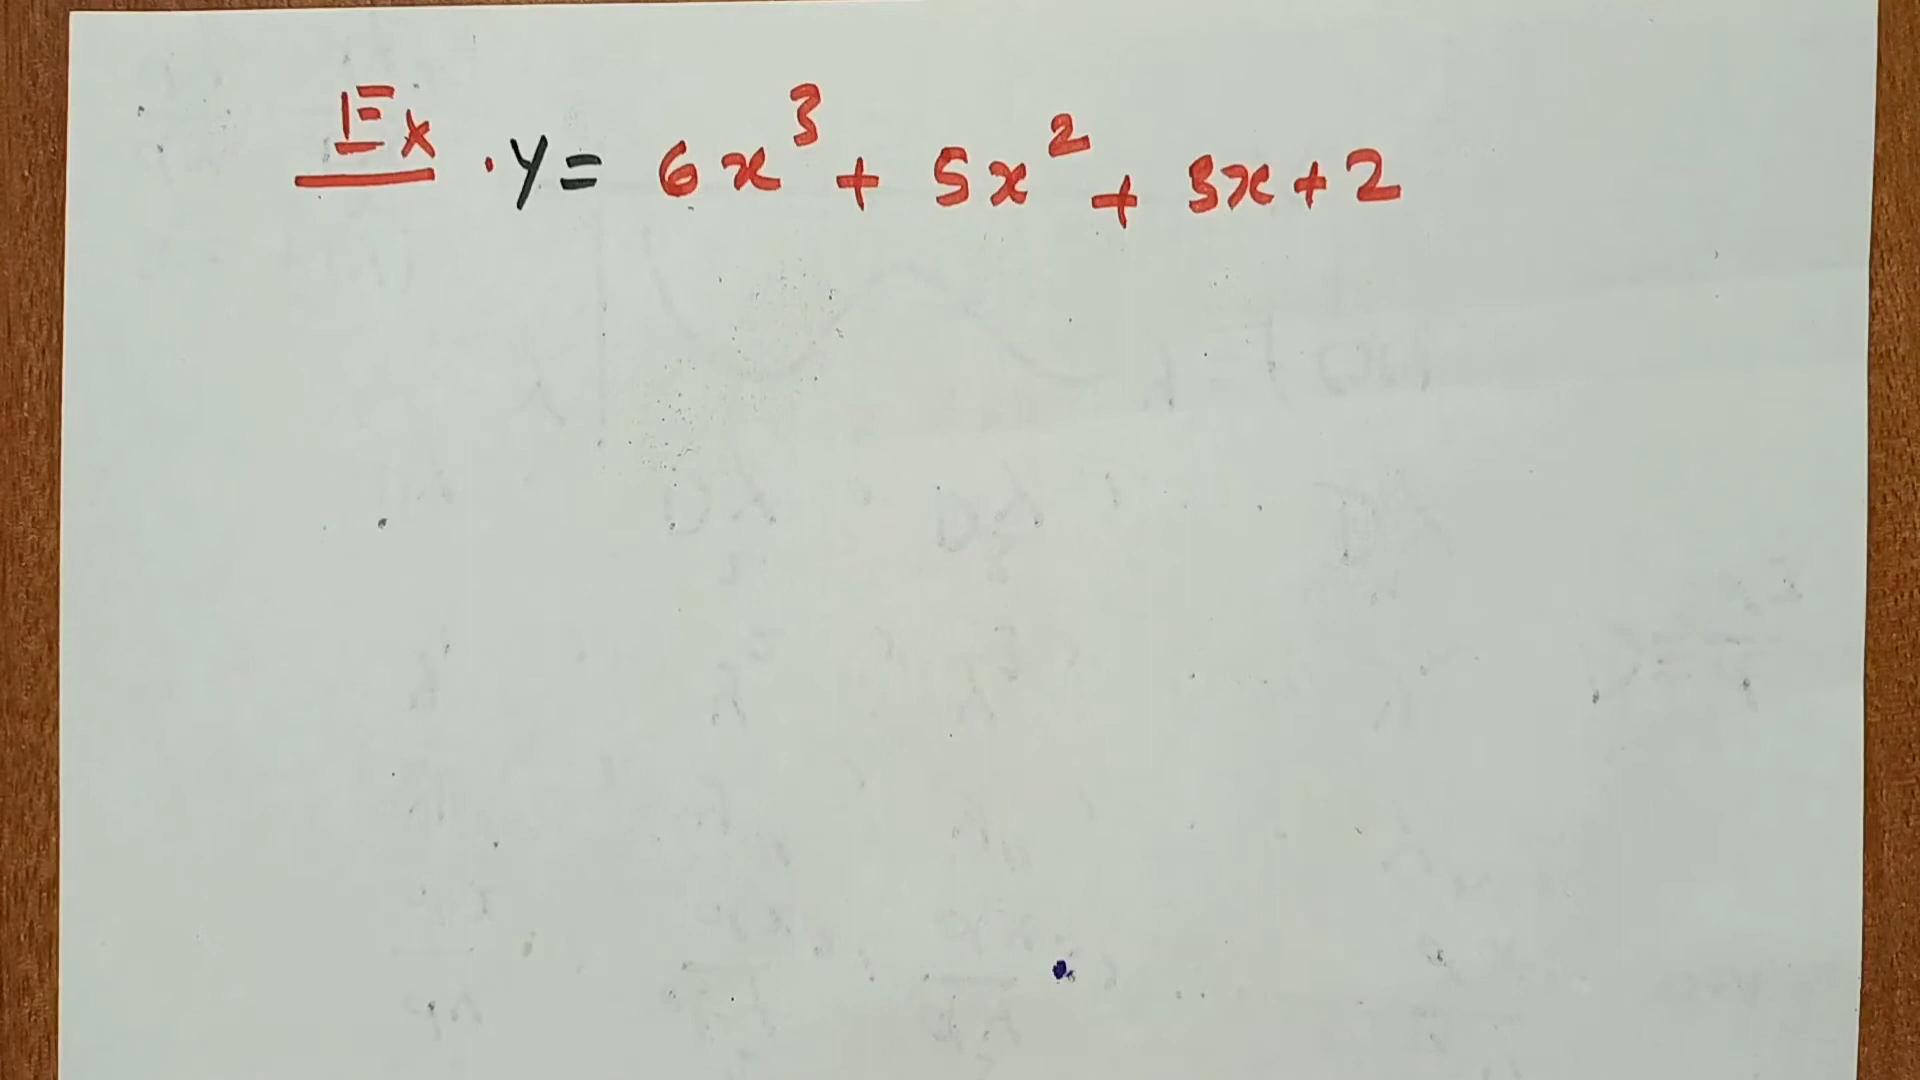 Ex · y = 6x³ + 5x² + 3x + 2